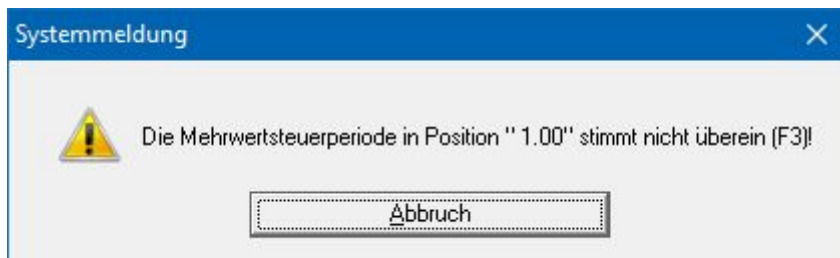 Systemmeldung
Die Mehrwertsteuerperiode in Position " 1.00" stimmt nicht überein (F3)!
Abbruch